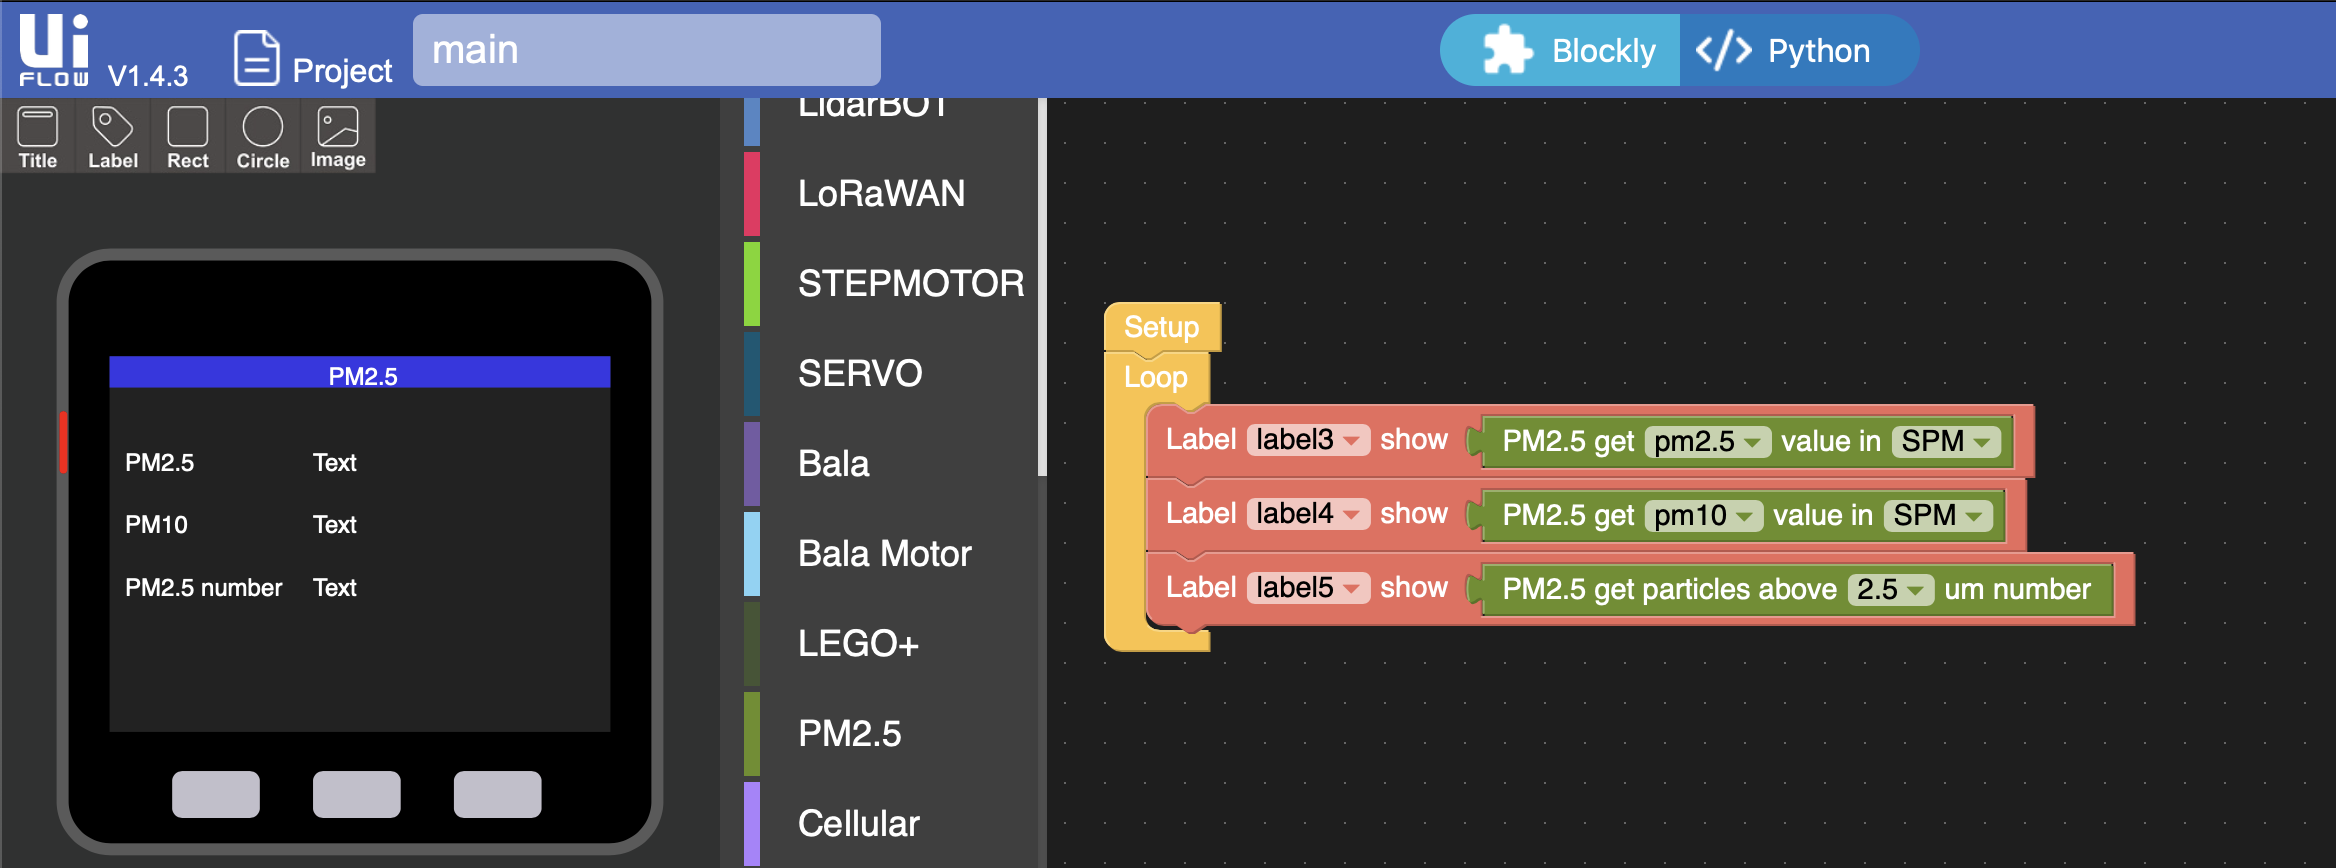 Ui
FLOW V1.4.3 Project main Blockly </> Python
Title Label Rect Circle Image
PM2.5
PM2.5 Text
PM10 Text
PM2.5 number Text
LidarBOT
LoRaWAN
STEPMOTOR
SERVO
Bala
Bala Motor
LEGO+
PM2.5
Cellular
Setup
Loop
Label label3 show PM2.5 get pm2.5 value in SPM
Label label4 show PM2.5 get pm10 value in SPM
Label label5 show PM2.5 get particles above 2.5 um number